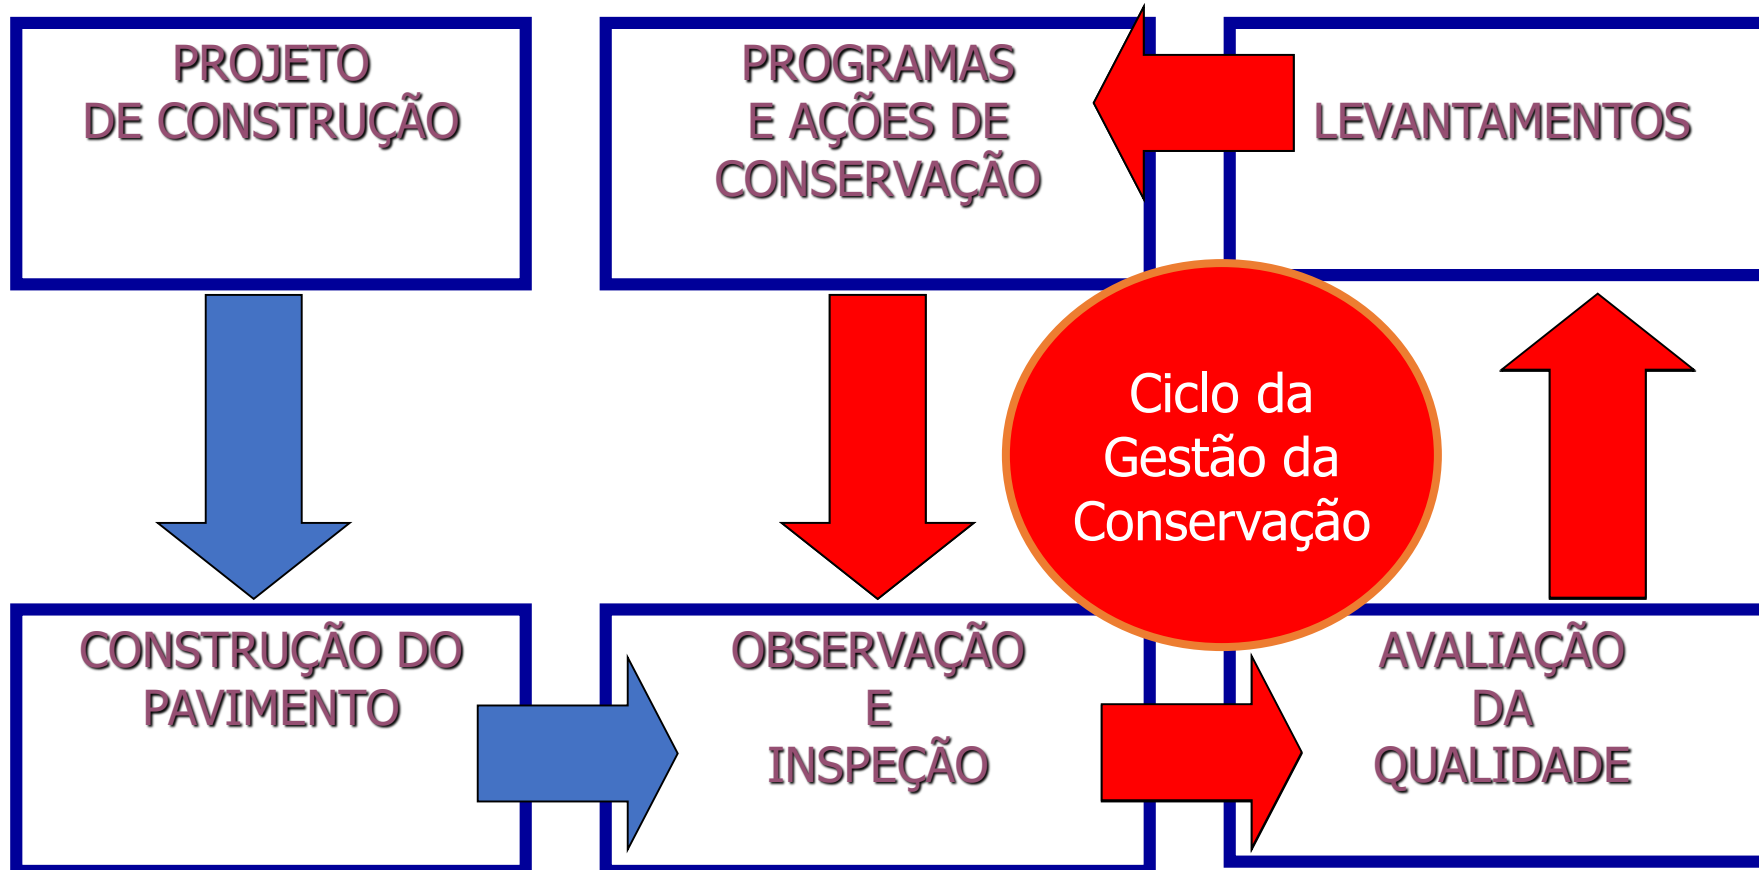 PROJETO
DE CONSTRUÇÃO
PROGRAMAS
E AÇÕES DE
CONSERVAÇÃO
LEVANTAMENTOS
Ciclo da
Gestão da
Conservação
CONSTRUÇÃO DO
PAVIMENTO
OBSERVAÇÃO
E
INSPEÇÃO
AVALIAÇÃO
DA
QUALIDADE